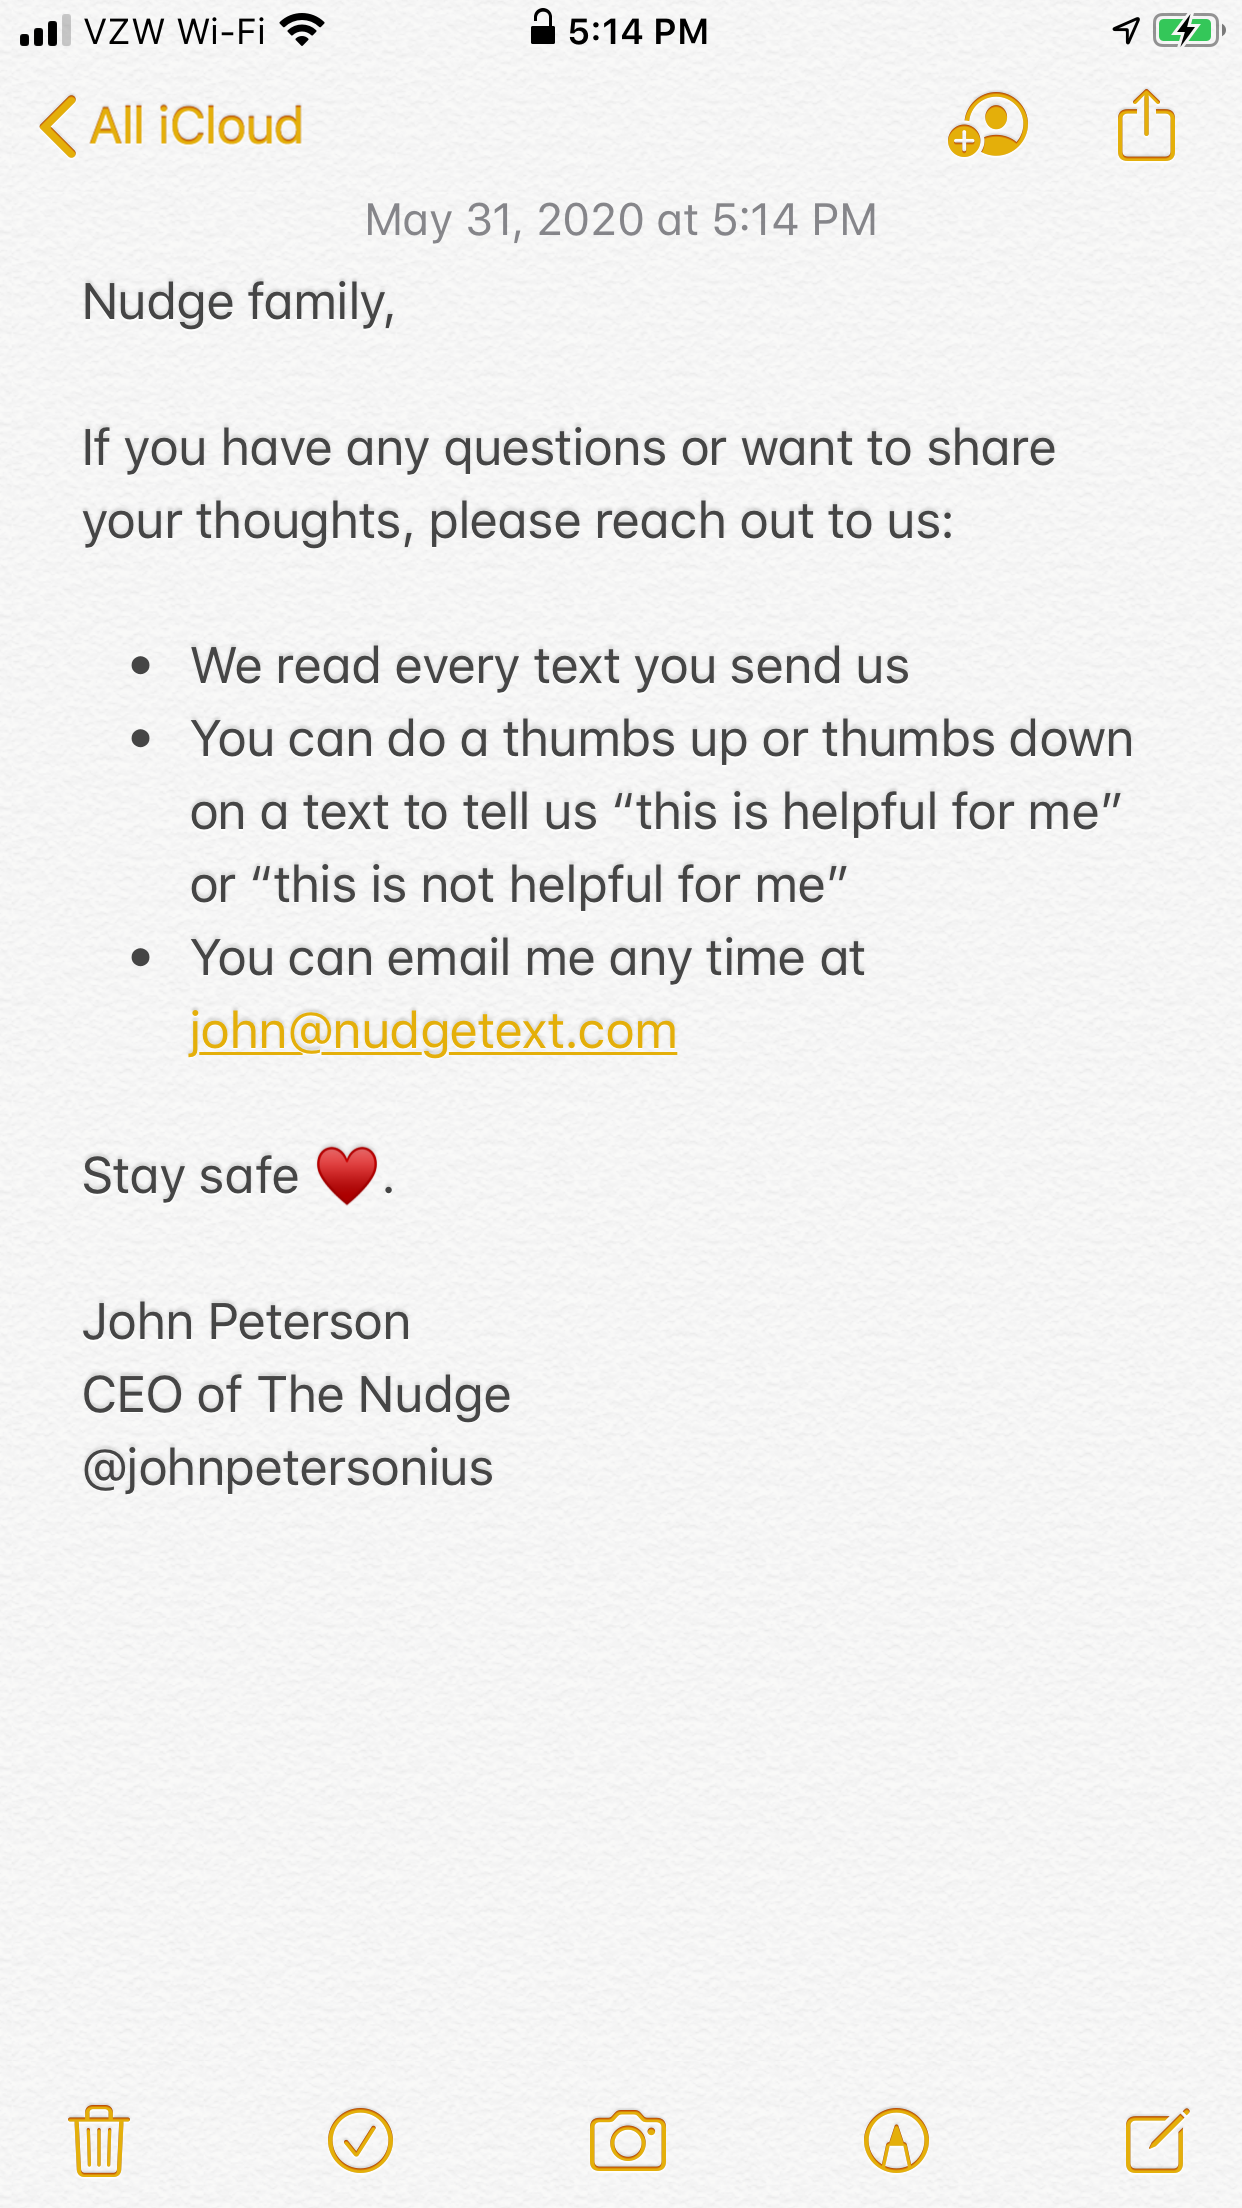 VZW Wi-Fi 5:14 PM
All iCloud
May 31, 2020 at 5:14 PM
Nudge family,
If you have any questions or want to share
your thoughts, please reach out to us:
• We read every text you send us
• You can do a thumbs up or thumbs down
on a text to tell us “this is helpful for me”
or “this is not helpful for me”
• You can email me any time at
john@nudgetext.com
Stay safe ♥️.
John Peterson
CEO of The Nudge
@johnpetersonius